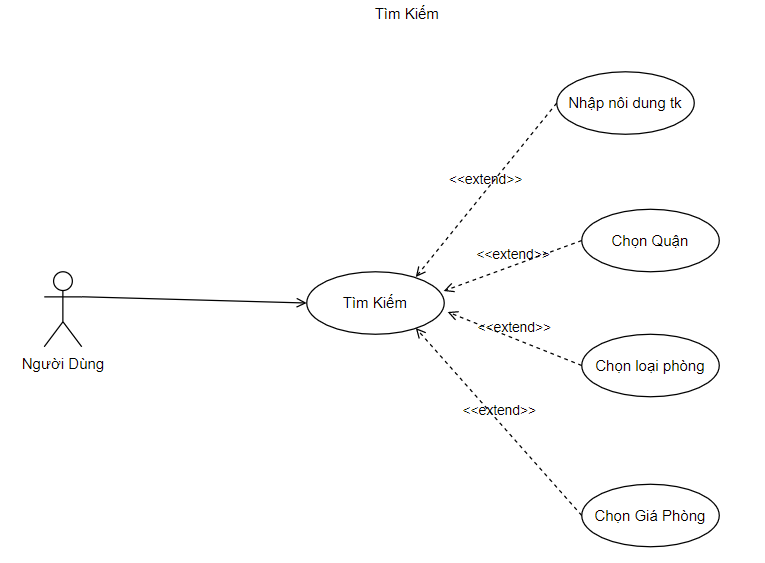 Tìm Kiếm
Nhập nôi dung tk
<<extend>>
Chọn Quận
<<extend>>
Tìm Kiếm
<<extend>>
Người Dùng
Chọn loại phòng
<<extend>>
Chọn Giá Phòng